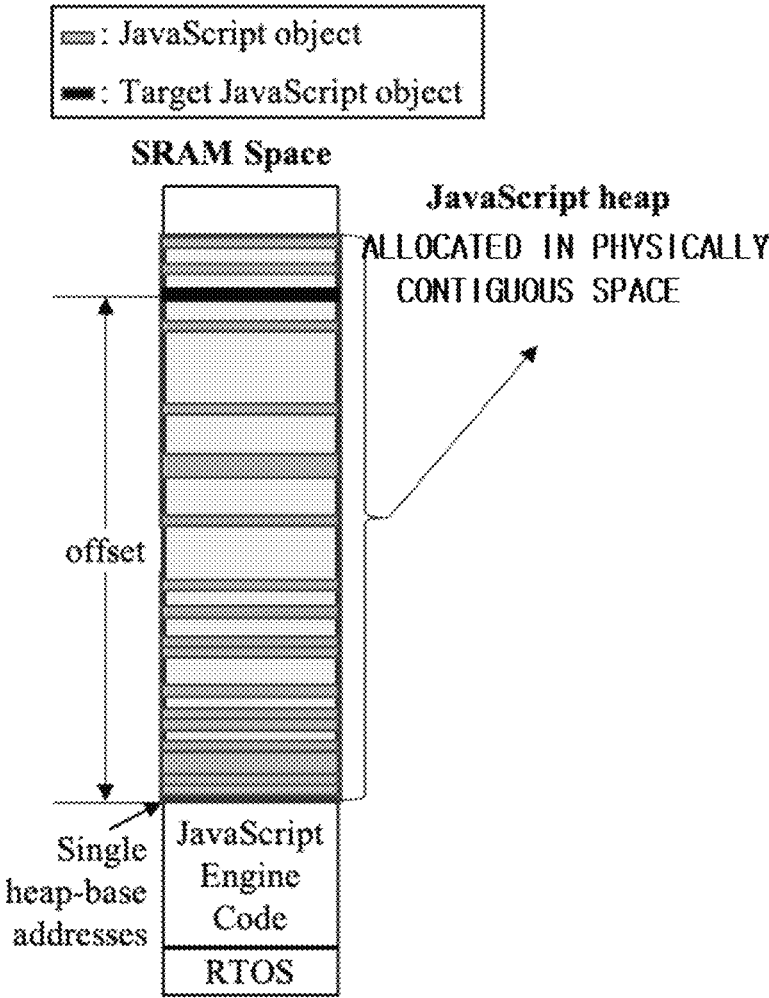 : JavaScript object
: Target JavaScript object
SRAM Space
JavaScript heap
ALLOCATED IN PHYSICALLY
CONTIGUOUS SPACE
offset
Single
heap-base
addresses
JavaScript
Engine
Code
RTOS